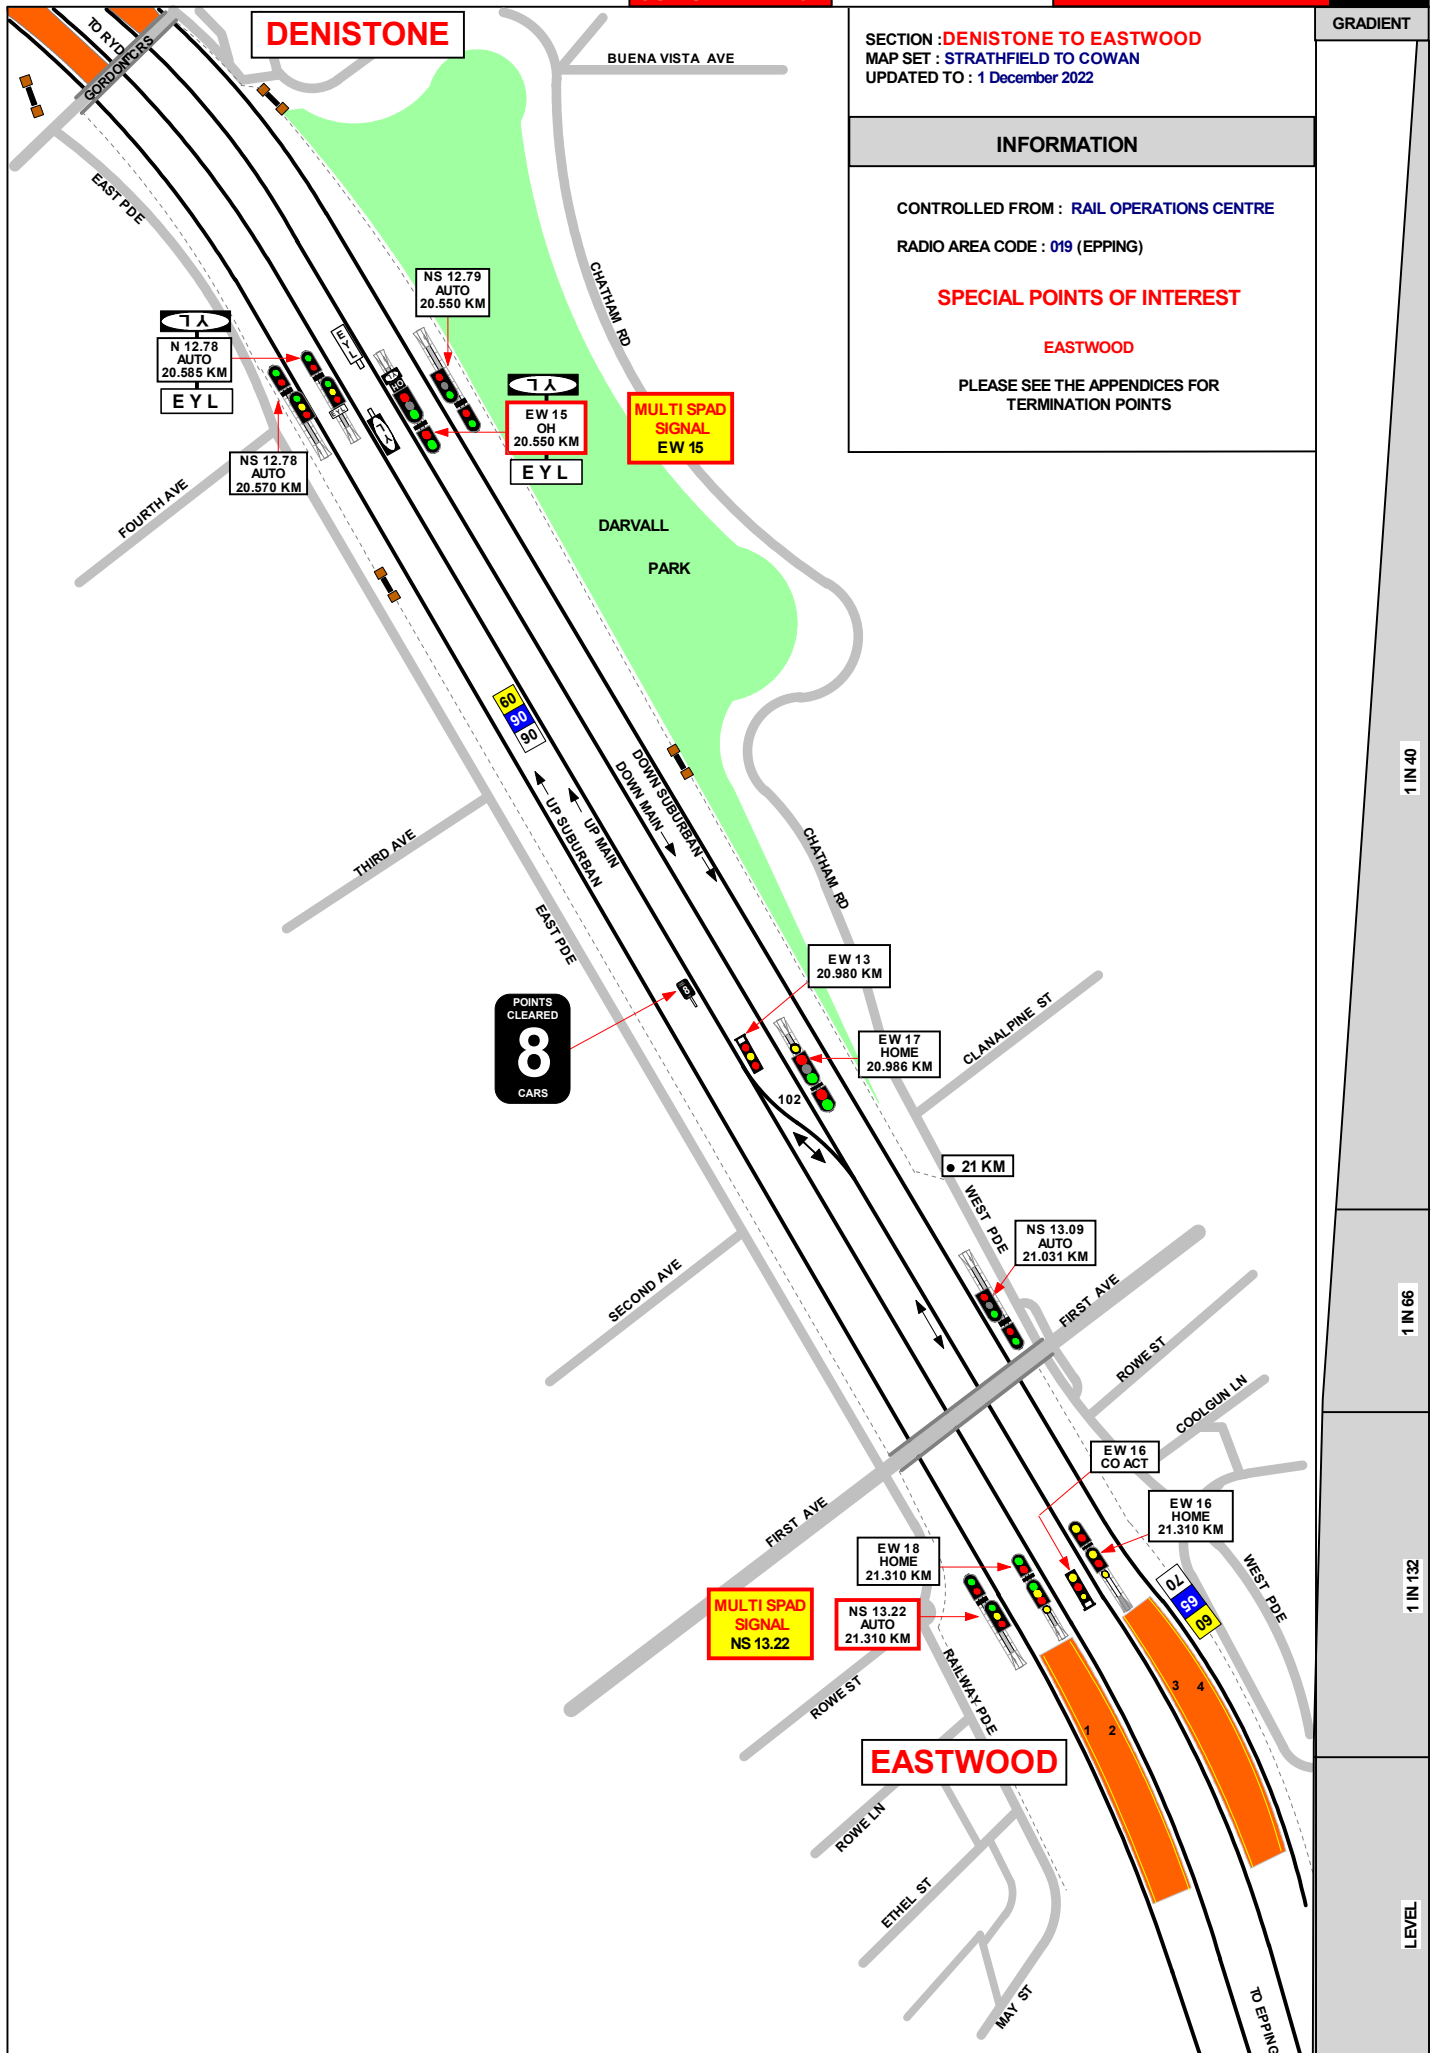 DENISTONE
SECTION : DENISTONE TO EASTWOOD
MAP SET : STRATHFIELD TO COWAN
UPDATED TO : 1 December 2022
GRADIENT
INFORMATION
CONTROLLED FROM : RAIL OPERATIONS CENTRE
RADIO AREA CODE : 019 (EPPING)
SPECIAL POINTS OF INTEREST
EASTWOOD
PLEASE SEE THE APPENDICES FOR
TERMINATION POINTS
GORDON CRS
BUENA VISTA AVE
EAST PDE
CHATHAM RD
NS 12.79
AUTO
20.550 KM
YL
N 12.78
AUTO
20.585 KM
EYL
EYL
YL
YL
EW 15
OH
20.550 KM
EYL
MULTI SPAD
SIGNAL
EW 15
NS 12.78
AUTO
20.570 KM
FOURTH AVE
DARVALL
PARK
60
90
90
DOWN SUBURBAN
DOWN MAIN
UP SUBURBAN
UP MAIN
THIRD AVE
CHATHAM RD
EAST PDE
EW 13
20.980 KM
POINTS
CLEARED
8
CARS
8
EW 17
HOME
20.986 KM
CLANALPINE ST
102
21 KM
WEST PDE
NS 13.09
AUTO
21.031 KM
SECOND AVE
FIRST AVE
ROWE ST
COOLGUN LN
EW 16
CO ACT
EW 16
HOME
21.310 KM
FIRST AVE
EW 18
HOME
21.310 KM
WEST PDE
70
65
60
MULTI SPAD
SIGNAL
NS 13.22
NS 13.22
AUTO
21.310 KM
ROWE ST
RAILWAY PDE
3 4
1 2
EASTWOOD
ROWE LN
ETHEL ST
MAY ST
TO EPPING
1 IN 40
1 IN 66
1 IN 132
LEVEL